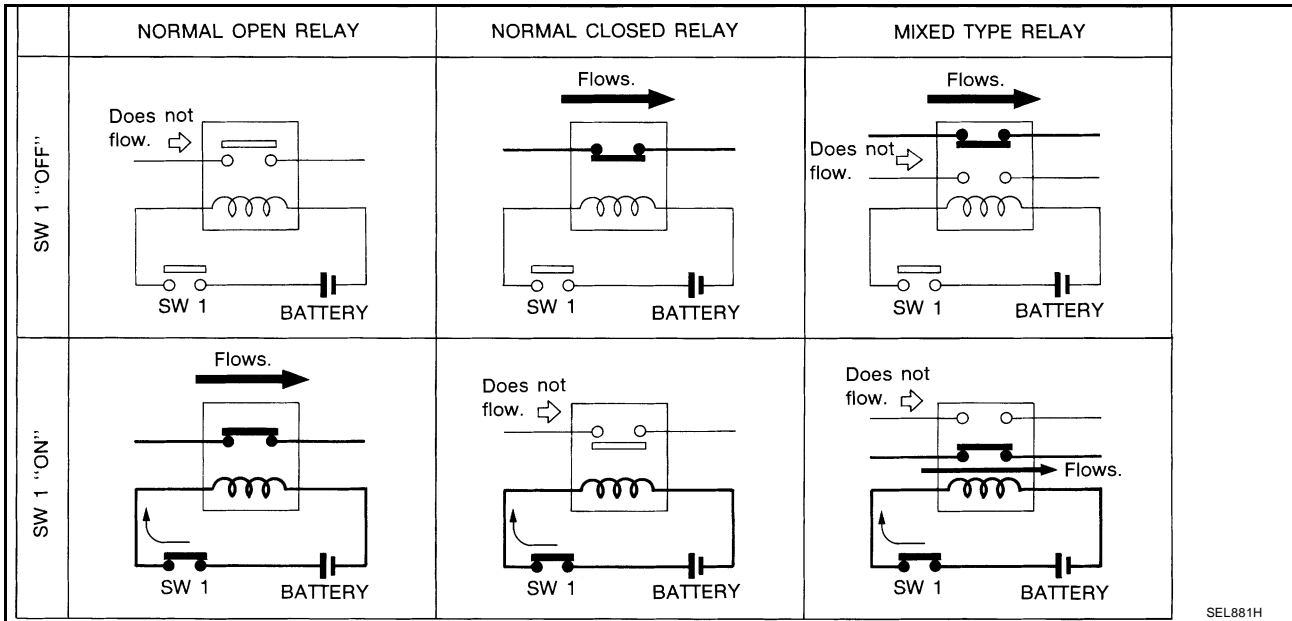 NORMAL OPEN RELAY
NORMAL CLOSED RELAY
MIXED TYPE RELAY
SW 1 "OFF"
Does not
flow.
SW 1
BATTERY
Flows.
SW 1
BATTERY
Flows.
Does not
flow.
SW 1
BATTERY
SW 1 "ON"
Flows.
SW 1
BATTERY
Does not
flow.
SW 1
BATTERY
Does not
flow.
Flows.
SW 1
BATTERY
SEL881H